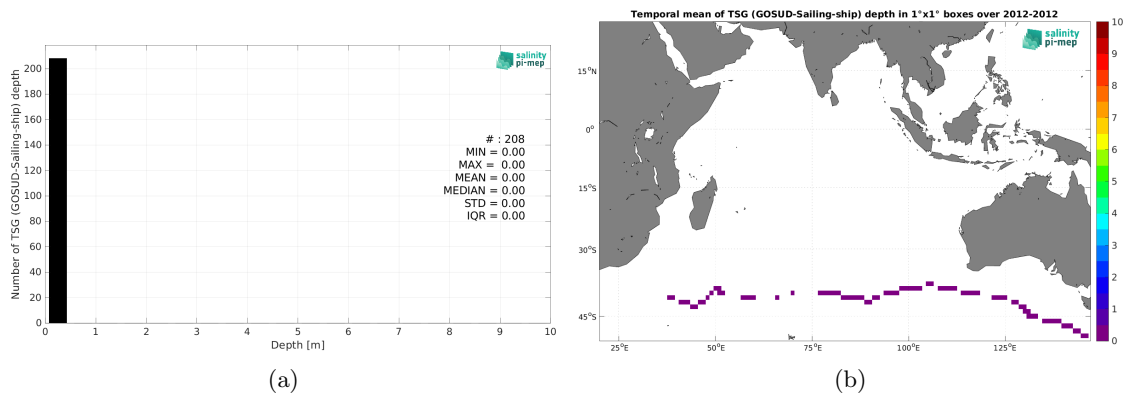 salinity
pi-mep
Number of TSG (GOSUD-Sailing-ship) depth
200
180
160
140
120
100
80
60
40
20
0
# : 208
MIN = 0.00
MAX = 0.00
MEAN = 0.00
MEDIAN = 0.00
STD = 0.00
IQR = 0.00
0 1 2 3 4 5 6 7 8 9 10
Depth [m]
(a)
Temporal mean of TSG (GOSUD-Sailing-ship) depth in 1°x1° boxes over 2012-2012
salinity
pi-mep
15°N
0°
15°S
30°S
45°S
25°E 50°E 75°E 100°E 125°E
10
9
8
7
6
5
4
3
2
1
0
(b)